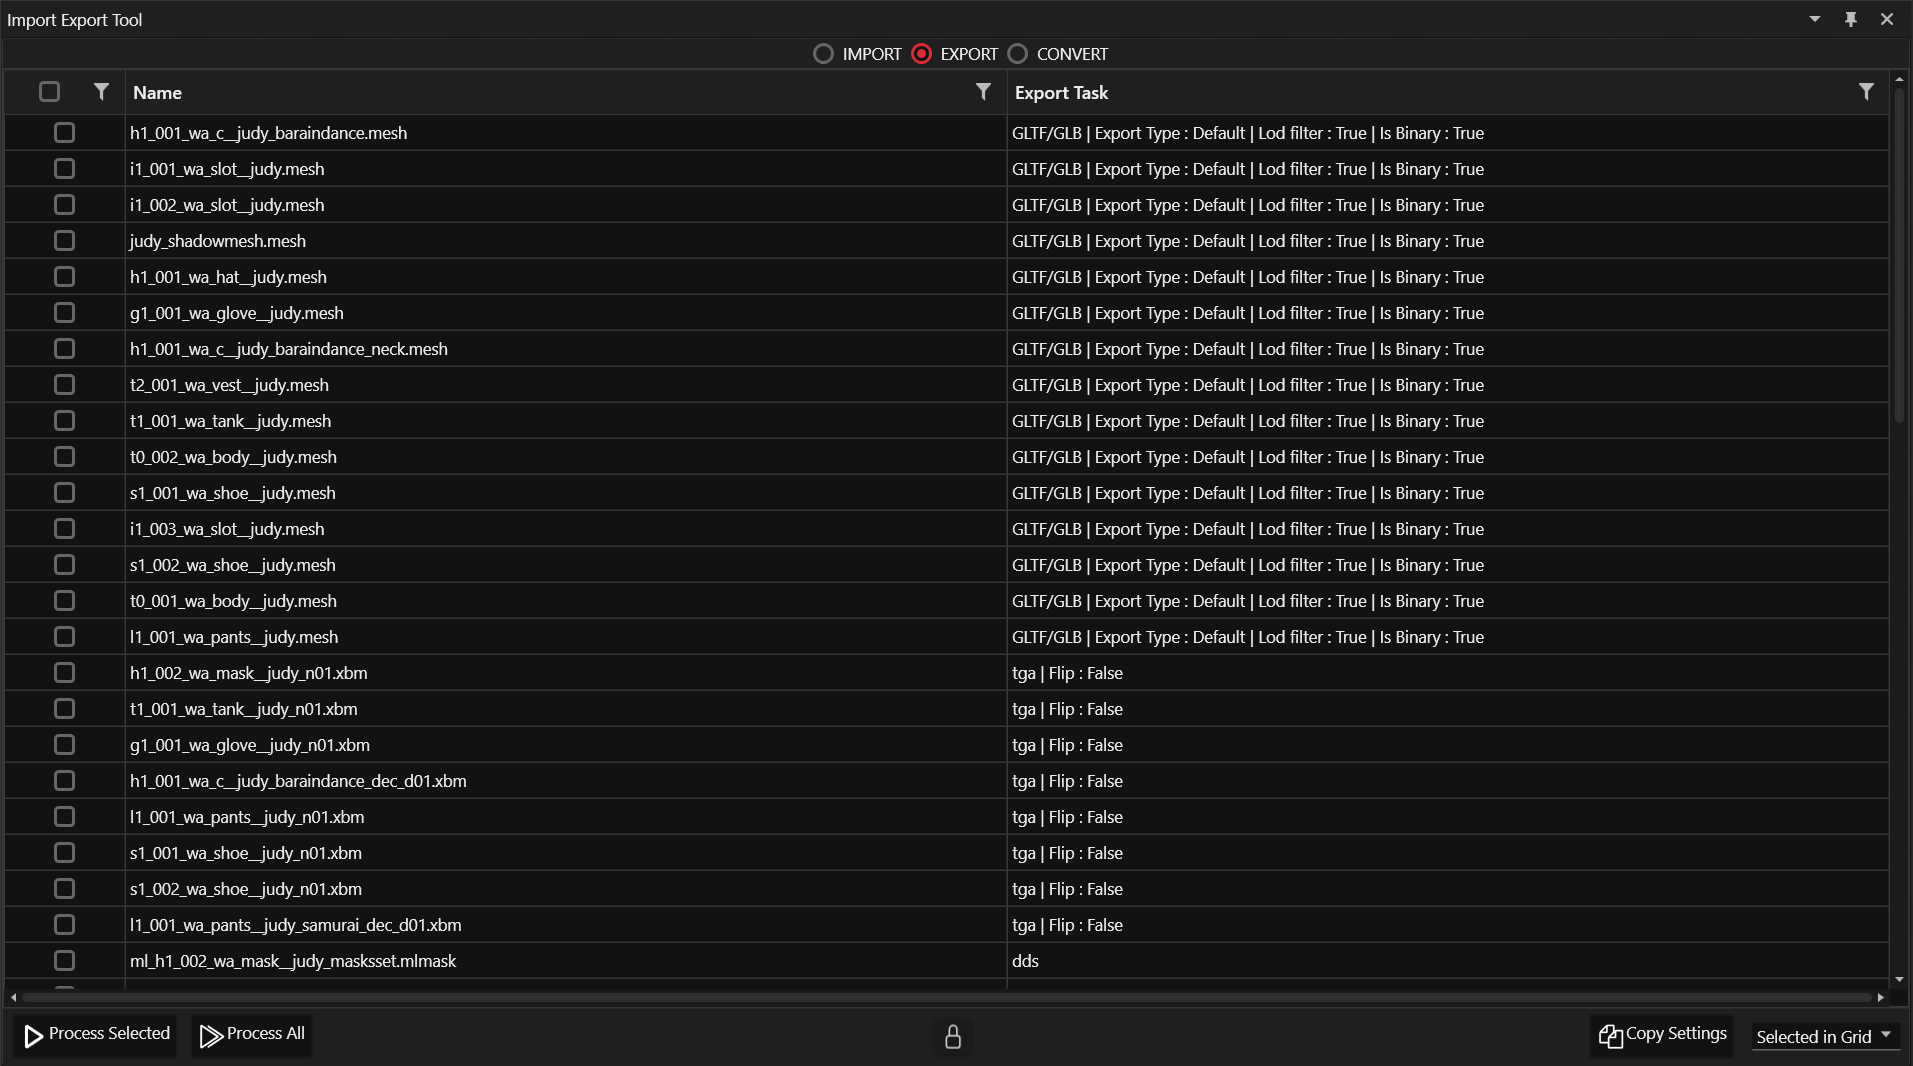 Import Export Tool
IMPORT EXPORT CONVERT
Name Export Task
h1_001_wa_c__judy_baraindance.mesh GLTF/GLB | Export Type : Default | Lod filter : True | Is Binary : True
i1_001_wa_slot__judy.mesh GLTF/GLB | Export Type : Default | Lod filter : True | Is Binary : True
i1_002_wa_slot__judy.mesh GLTF/GLB | Export Type : Default | Lod filter : True | Is Binary : True
judy_shadowmesh.mesh GLTF/GLB | Export Type : Default | Lod filter : True | Is Binary : True
h1_001_wa_hat__judy.mesh GLTF/GLB | Export Type : Default | Lod filter : True | Is Binary : True
g1_001_wa_glove__judy.mesh GLTF/GLB | Export Type : Default | Lod filter : True | Is Binary : True
h1_001_wa_c__judy_baraindance_neck.mesh GLTF/GLB | Export Type : Default | Lod filter : True | Is Binary : True
t2_001_wa_vest__judy.mesh GLTF/GLB | Export Type : Default | Lod filter : True | Is Binary : True
t1_001_wa_tank__judy.mesh GLTF/GLB | Export Type : Default | Lod filter : True | Is Binary : True
t0_002_wa_body__judy.mesh GLTF/GLB | Export Type : Default | Lod filter : True | Is Binary : True
s1_001_wa_shoe__judy.mesh GLTF/GLB | Export Type : Default | Lod filter : True | Is Binary : True
i1_003_wa_slot__judy.mesh GLTF/GLB | Export Type : Default | Lod filter : True | Is Binary : True
s1_002_wa_shoe__judy.mesh GLTF/GLB | Export Type : Default | Lod filter : True | Is Binary : True
t0_001_wa_body__judy.mesh GLTF/GLB | Export Type : Default | Lod filter : True | Is Binary : True
l1_001_wa_pants__judy.mesh GLTF/GLB | Export Type : Default | Lod filter : True | Is Binary : True
h1_002_wa_mask__judy_n01.xbm tga | Flip : False
t1_001_wa_tank__judy_n01.xbm tga | Flip : False
g1_001_wa_glove__judy_n01.xbm tga | Flip : False
h1_001_wa_c__judy_baraindance_dec_d01.xbm tga | Flip : False
l1_001_wa_pants__judy_n01.xbm tga | Flip : False
s1_001_wa_shoe__judy_n01.xbm tga | Flip : False
s1_002_wa_shoe__judy_n01.xbm tga | Flip : False
l1_001_wa_pants__judy_samurai_dec_d01.xbm tga | Flip : False
ml_h1_002_wa_mask__judy_masksset.mlmask dds
Process Selected Process All Copy Settings Selected in Grid